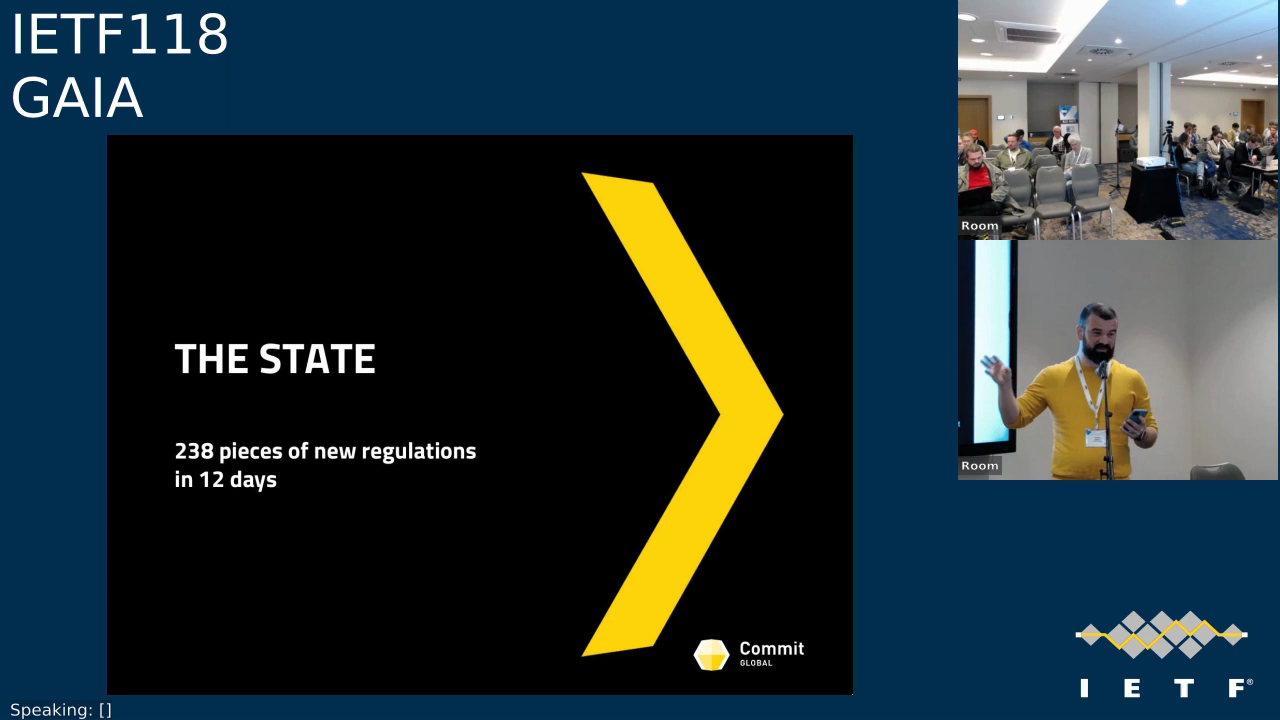 IETF118
GAIA
THE STATE
238 pieces of new regulations
in 12 days
Commit
GLOBAL
Room
Room
I E T F®
Speaking: []